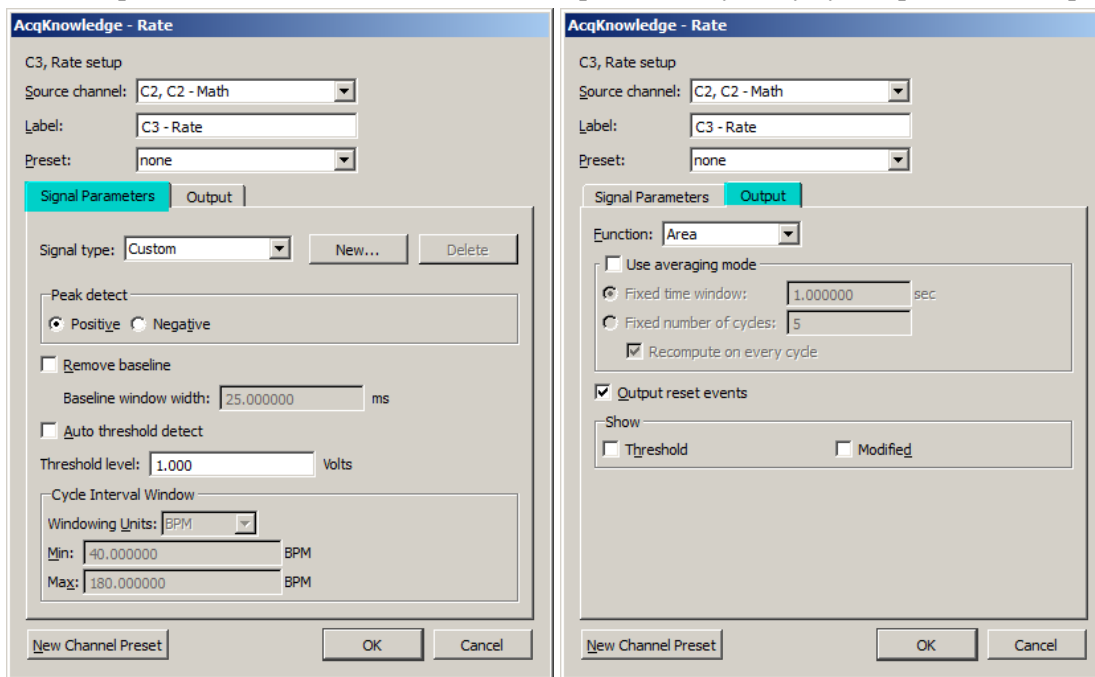 AcqKnowledge - Rate
C3, Rate setup
Source channel: C2, C2 - Math
Label: C3 - Rate
Preset: none
Signal Parameters Output
Signal type: Custom New... Delete
Peak detect
Positive Negative
Remove baseline
Baseline window width: 25.000000 ms
Auto threshold detect
Threshold level: 1.000 Volts
Cycle Interval Window
Windowing Units: BPM
Min: 40.000000 BPM
Max: 180.000000 BPM
New Channel Preset OK Cancel
AcqKnowledge - Rate
C3, Rate setup
Source channel: C2, C2 - Math
Label: C3 - Rate
Preset: none
Signal Parameters Output
Function: Area
Use averaging mode
Fixed time window: 1.000000 sec
Fixed number of cycles: 5
Recompute on every cycle
Output reset events
Show
Threshold Modified
New Channel Preset OK Cancel